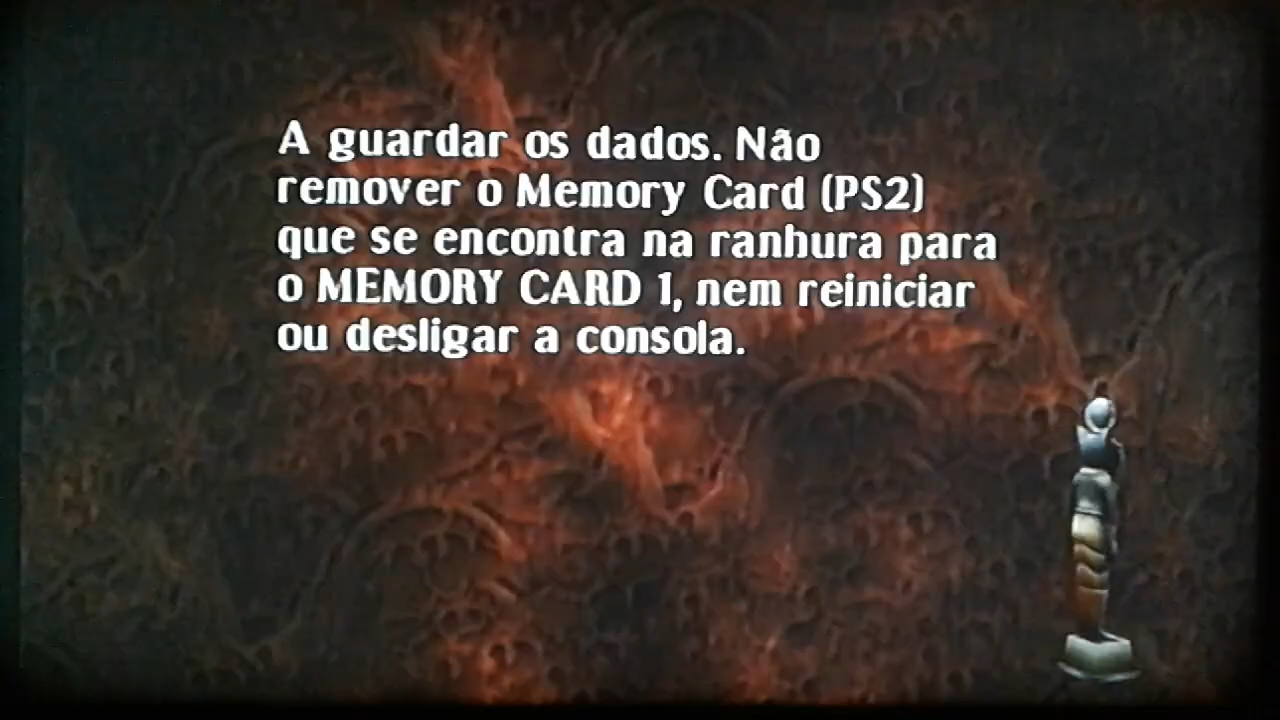 A guardar os dados. Não
remover o Memory Card (PS2)
que se encontra na ranhura para
o MEMORY CARD 1, nem reiniciar
ou desligar a consola.